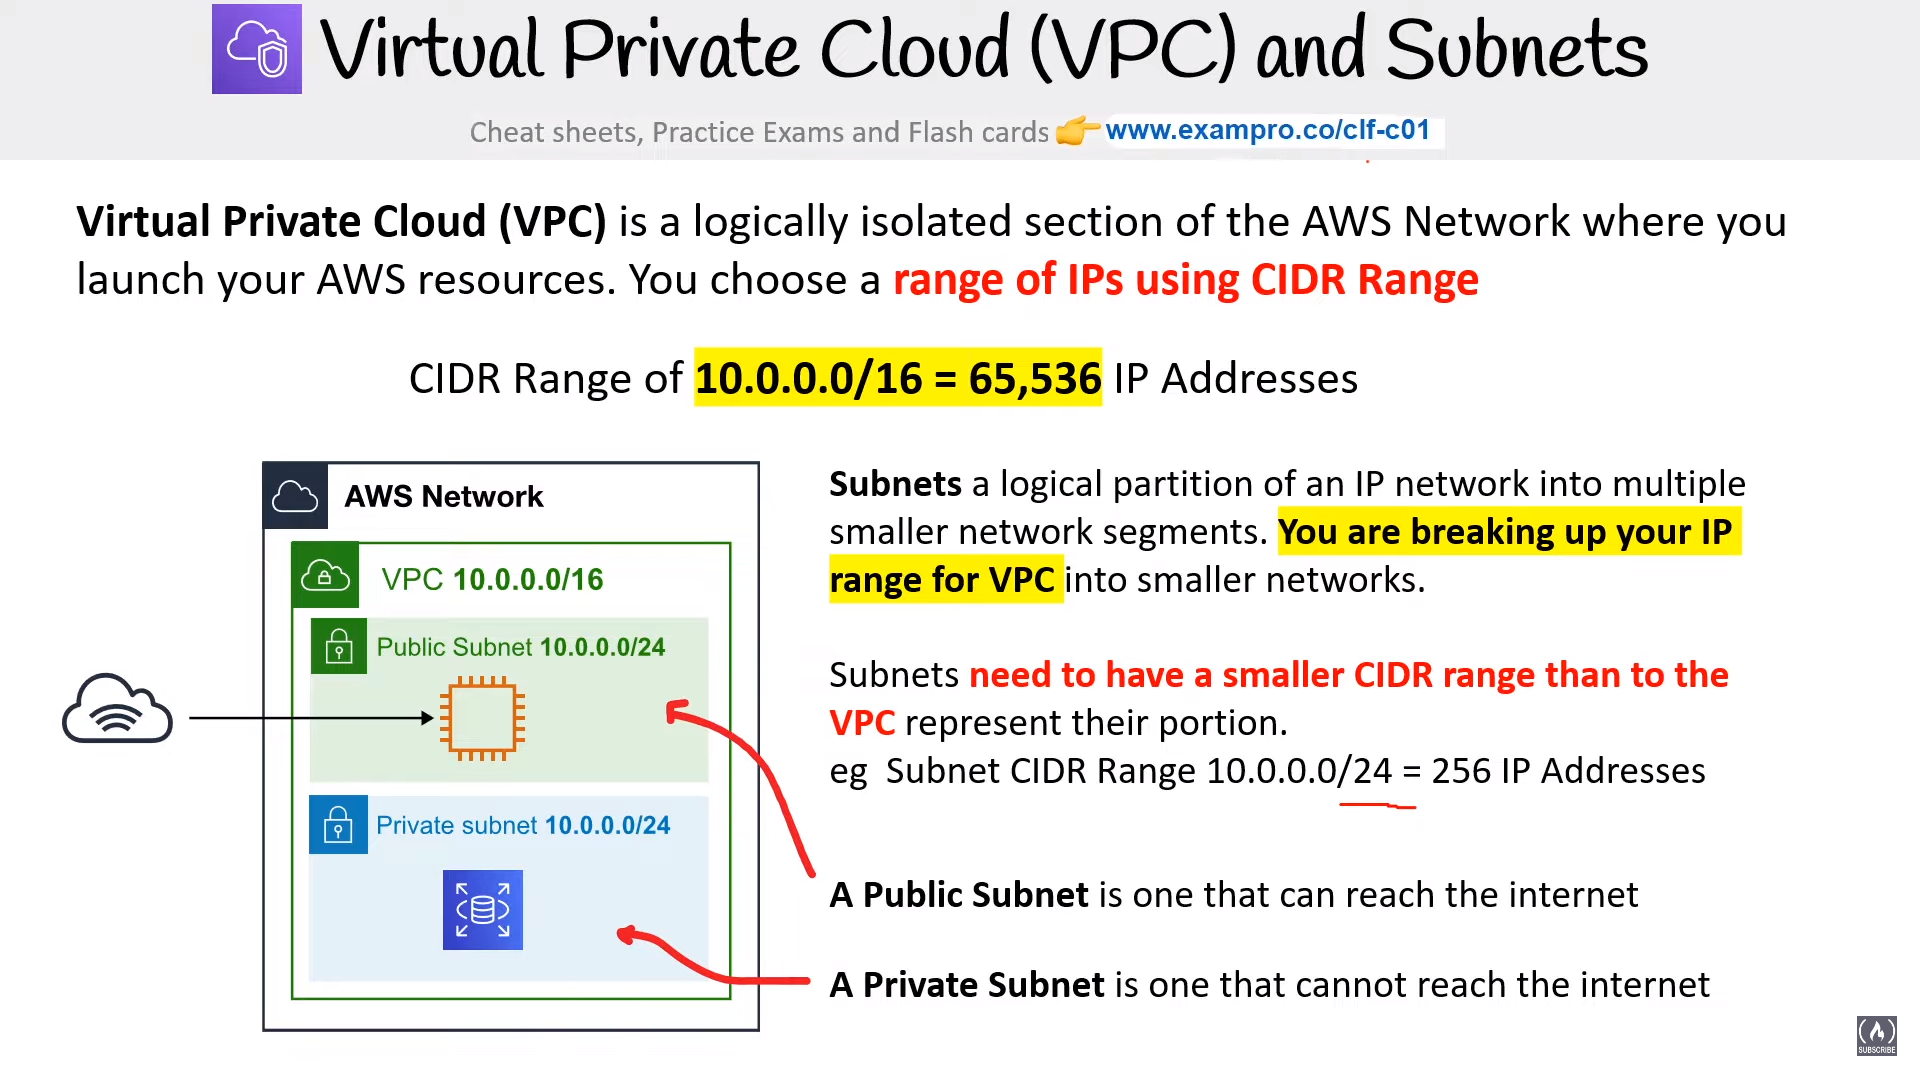 Virtual Private Cloud (VPC) and Subnets
Cheat sheets, Practice Exams and Flash cards 👉 www.exampro.co/clf-c01
Virtual Private Cloud (VPC) is a logically isolated section of the AWS Network where you
launch your AWS resources. You choose a range of IPs using CIDR Range
CIDR Range of 10.0.0.0/16 = 65,536 IP Addresses
AWS Network
VPC 10.0.0.0/16
Public Subnet 10.0.0.0/24
Private subnet 10.0.0.0/24
Subnets a logical partition of an IP network into multiple
smaller network segments. You are breaking up your IP
range for VPC into smaller networks.
Subnets need to have a smaller CIDR range than to the
VPC represent their portion.
eg Subnet CIDR Range 10.0.0.0/24 = 256 IP Addresses
A Public Subnet is one that can reach the internet
A Private Subnet is one that cannot reach the internet
SUBSCRIBE